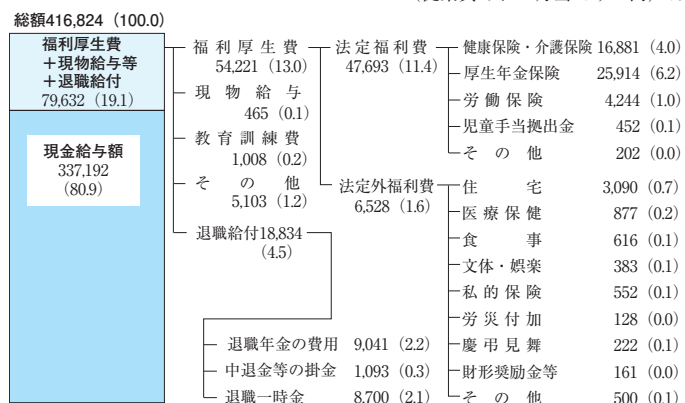 総額416,824（100.0）
福利厚生費
＋現物給与等
＋退職給付
79,632（19.1）
現金給与額
337,192
（80.9）
福利厚生費
54,221（13.0）
現物給与
465（0.1）
教育訓練費
1,008（0.2）
その他
5,103（1.2）
退職給付18,834
（4.5）
退職年金の費用 9,041（2.2）
中退金等の掛金 1,093（0.3）
退職一時金 8,700（2.1）
法定福利費
47,693（11.4）
法定外福利費
6,528（1.6）
健康保険・介護保険 16,881（4.0）
厚生年金保険 25,914（6.2）
労働保険 4,244（1.0）
児童手当拠出金 452（0.1）
その他 202（0.0）
住宅 3,090（0.7）
医療保健 877（0.2）
食事 616（0.1）
文体・娯楽 383（0.1）
私的保険 552（0.1）
労災付加 128（0.0）
慶弔見舞 222（0.1）
財形奨励金等 161（0.0）
その他 500（0.1）